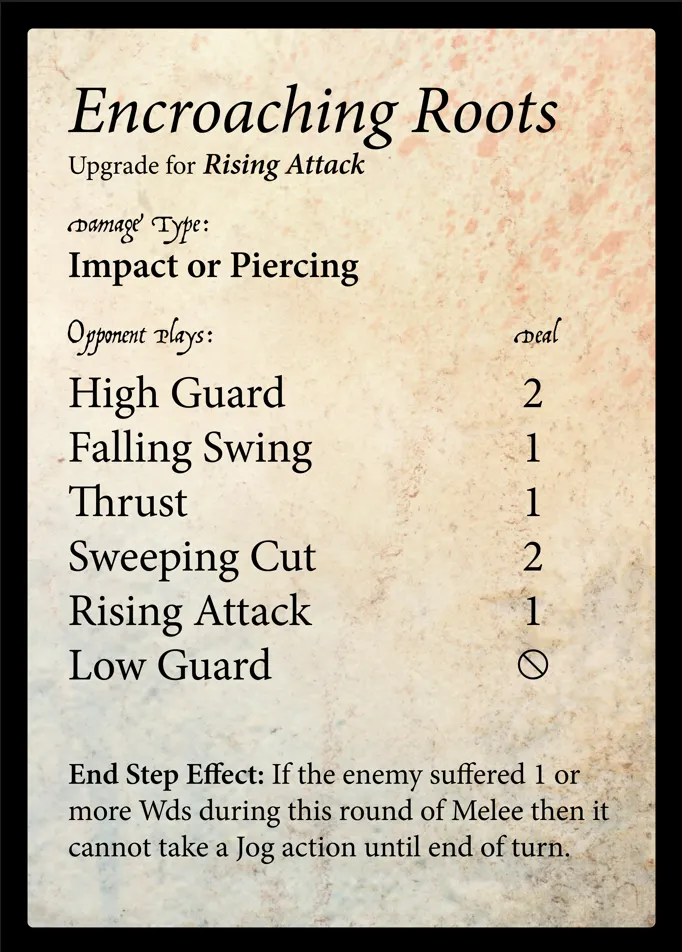 Encroaching Roots
Upgrade for Rising Attack
Damage Type:
Impact or Piercing
Opponent Plays: Deal
High Guard 2
Falling Swing 1
Thrust 1
Sweeping Cut 2
Rising Attack 1
Low Guard 🛇
End Step Effect: If the enemy suffered 1 or
more Wds during this round of Melee then it
cannot take a Jog action until end of turn.